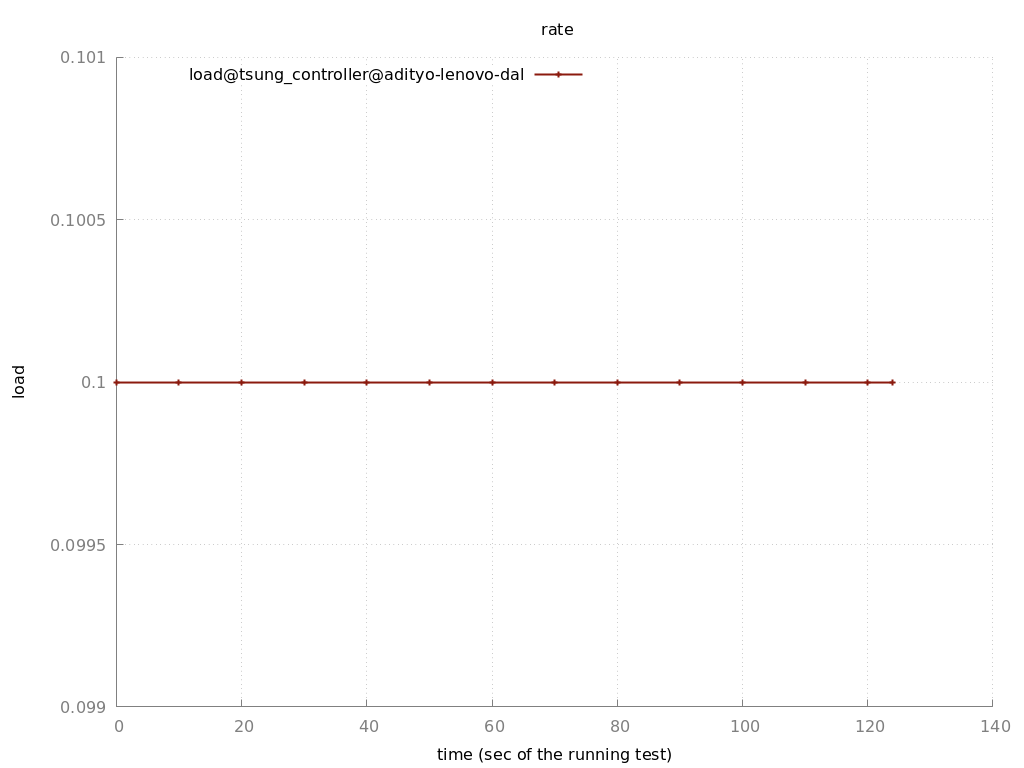 rate
load@tsung_controller@adityo-lenovo-dal
0.101
0.1005
0.1
0.0995
0.099
load
0 20 40 60 80 100 120 140
time (sec of the running test)